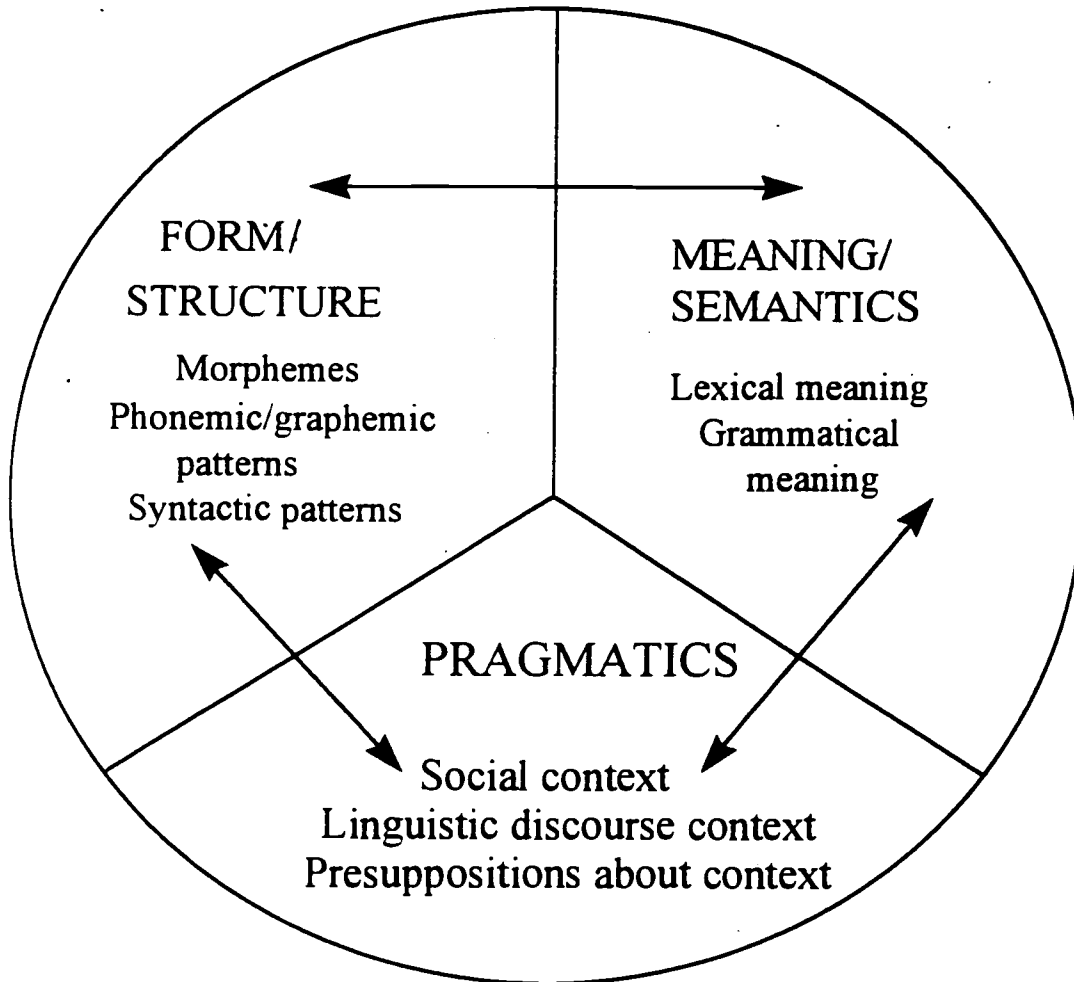 FORM/
STRUCTURE
Morphemes
Phonemic/graphemic
patterns
Syntactic patterns
MEANING/
SEMANTICS
Lexical meaning
Grammatical
meaning
PRAGMATICS
Social context
Linguistic discourse context
Presuppositions about context